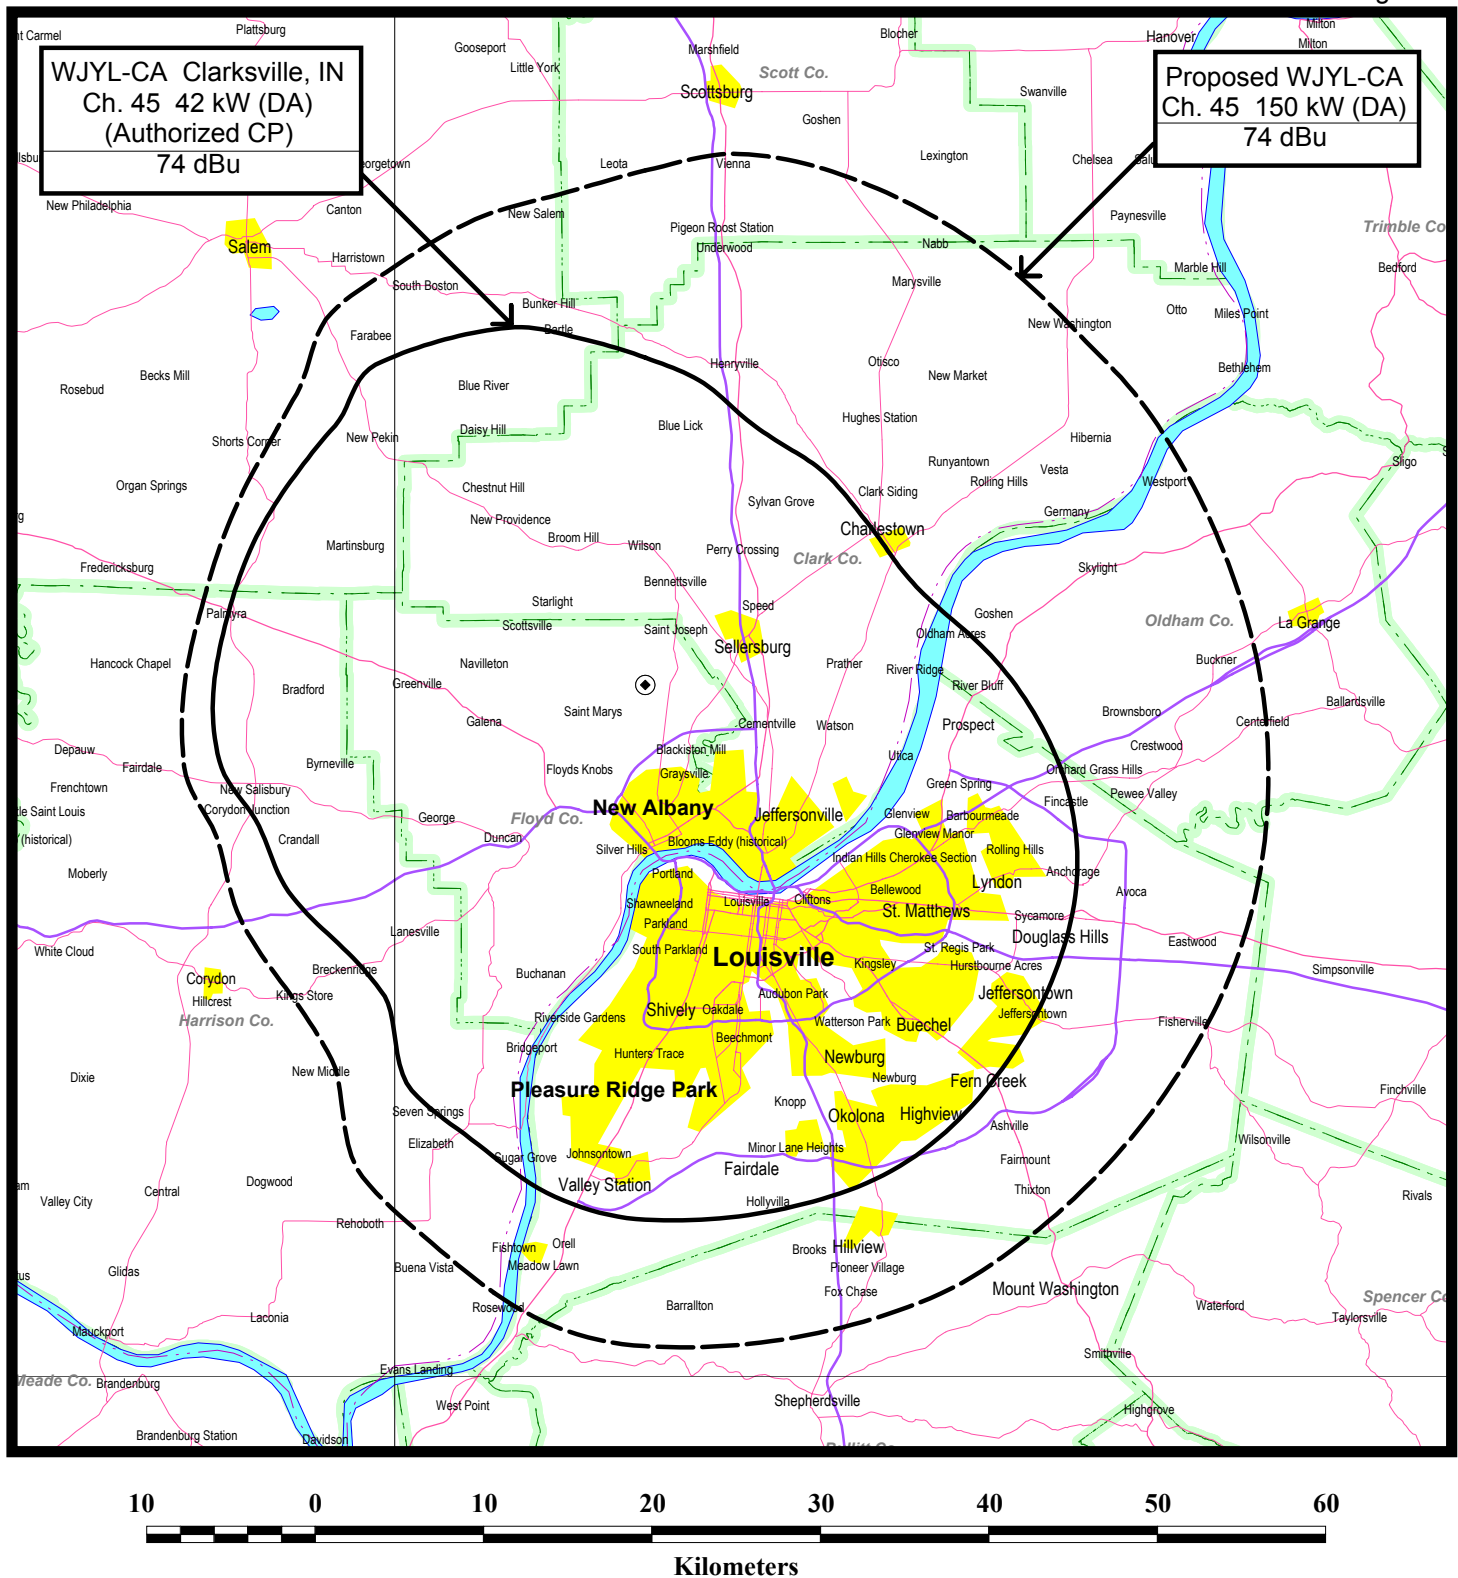 Plattsburg
Gooseport
Marshfield
Blocher
Hanover
Milton
Milton
WJYL-CA Clarksville, IN
Ch. 45 42 kW (DA)
(Authorized CP)
74 dBu
Proposed WJYL-CA
Ch. 45 150 kW (DA)
74 dBu
nt Carmel
Little York
Scott Co.
Scottsburg
Swanville
Goshen
Leota
Vienna
Lexington
Chelsea
New Philadelphia
Canton
New Salem
Paynesville
Pigeon Roost Station
Underwood
Nabb
Trimble Co
Salem
Harristown
Marble Hill
Bedford
South Boston
Marysville
Bunker Hill
Bartle
Farabee
New Washington
Otto
Miles Point
Henryville
Otisco
Bethlehem
Rosebud
Becks Mill
Blue River
New Market
Hughes Station
Blue Lick
Shorts Corner
New Pekin
Daisy Hill
Hibernia
Runyantown
Vesta
Sligo
Organ Springs
Chestnut Hill
Clark Siding
Rolling Hills
Westport
Sylvan Grove
Germany
New Providence
Charlestown
Martinsburg
Broom Hill
Wilson
Perry Crossing
Clark Co.
Fredericksburg
Bennettsville
Skylight
Palmyra
Starlight
Speed
Goshen
Scottsville
Saint Joseph
Oldham Acres
Oldham Co.
La Grange
Sellersburg
Hancock Chapel
Navilleton
Prather
River Ridge
Buckner
Bradford
Greenville
River Bluff
Saint Marys
Galena
Cementville
Watson
Prospect
Brownsboro
Centerfield
Ballardsville
Depauw
Fairdale
Byrneville
Blackiston Mill
Utica
Crestwood
Floyds Knobs
Graysville
Orchard Grass Hills
Frenchtown
New Salisbury
Green Spring
Fincastle
Pewee Valley
tle Saint Louis
Corydon Junction
George
Floyd Co.
New Albany
Jeffersonville
Glenview
Barbourmeade
(historical)
Crandall
Duncan
Silver Hills
Blooms Eddy (historical)
Glenview Manor
Rolling Hills
Indian Hills Cherokee Section
Moberly
Portland
Lyndon
Anchorage
Bellewood
Avoca
Shawneeland
Louisville
Cliftons
St. Matthews
Sycamore
Parkland
Lanesville
Douglass Hills
Eastwood
White Cloud
South Parkland
Louisville
St. Regis Park
Kingsley
Hurstbourne Acres
Simpsonville
Breckenridge
Buchanan
Corydon
Audubon Park
Jeffersontown
Hillcrest
Kings Store
Harrison Co.
Riverside Gardens
Shively
Oakdale
Watterson Park
Buechel
Jeffersontown
Fisherville
Bridgeport
Hunters Trace
Beechmont
Newburg
New Middle
Dixie
Newburg
Fern Creek
Pleasure Ridge Park
Finchville
Seven Springs
Knopp
Okolona
Highview
Ashville
Elizabeth
Wilsonville
Sugar Grove
Johnsontown
Minor Lane Heights
Fairdale
Fairmount
Valley City
Central
Dogwood
Valley Station
Thixton
Rivals
Hollyvilla
Rehoboth
Fishtown
Orell
Brooks
Hillview
Glidas
Buena Vista
Meadow Lawn
Pioneer Village
Laconia
Rosewood
Barrallton
Fox Chase
Mount Washington
Waterford
Spencer Co
Taylorsville
Mauckport
Smithville
Meade Co.
Brandenburg
Evans Landing
West Point
Shepherdsville
Highgrove
Brandenburg Station
Davidson
10 0 10 20 30 40 50 60
Kilometers